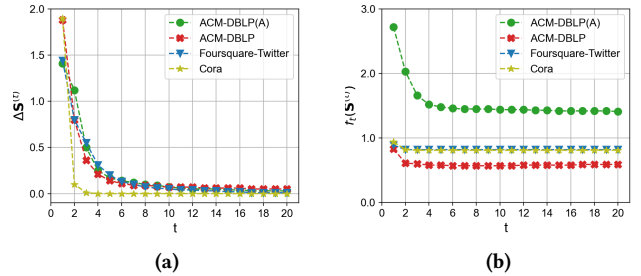 2.0
1.5
1.0
0.5
0.0
ΔS⁽ᵗ⁾
0 2 4 6 8 10 12 14 16 18 20
t
ACM-DBLP(A)
ACM-DBLP
Foursquare-Twitter
Cora
(a)
3.0
2.0
1.0
0.0
f_t(S⁽ᵗ⁾)
0 2 4 6 8 10 12 14 16 18 20
t
ACM-DBLP(A)
ACM-DBLP
Foursquare-Twitter
Cora
(b)